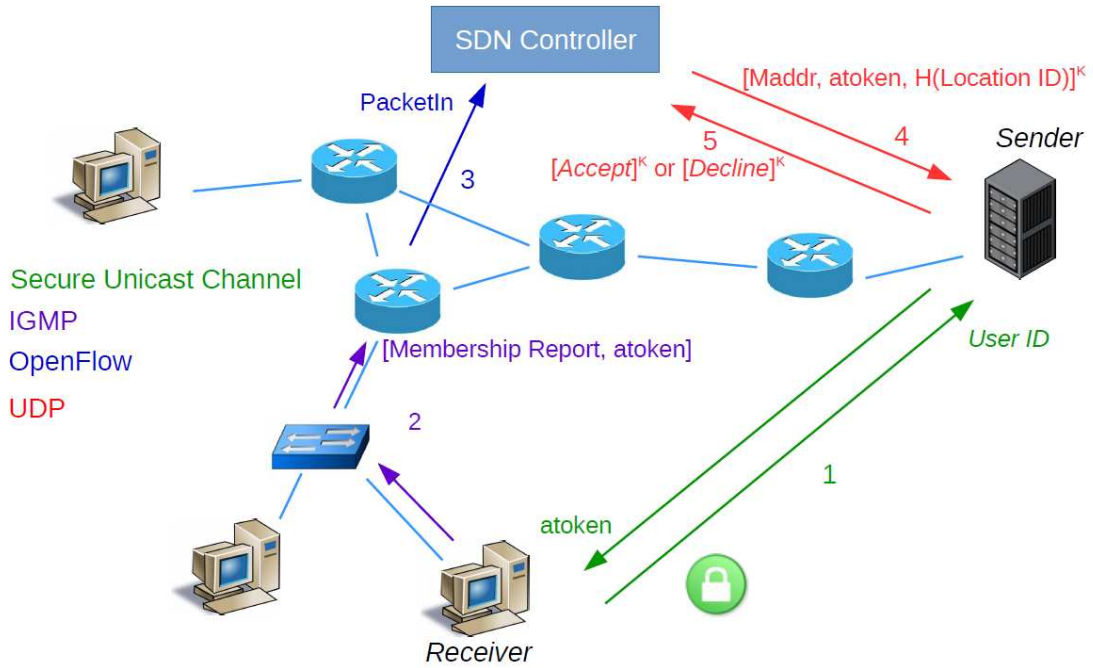 SDN Controller
[Maddr, atoken, H(Location ID)]ᴷ
PacketIn
5
4
Sender
[Accept]ᴷ or [Decline]ᴷ
3
Secure Unicast Channel
IGMP
User ID
[Membership Report, atoken]
OpenFlow
UDP
2
1
atoken
Receiver